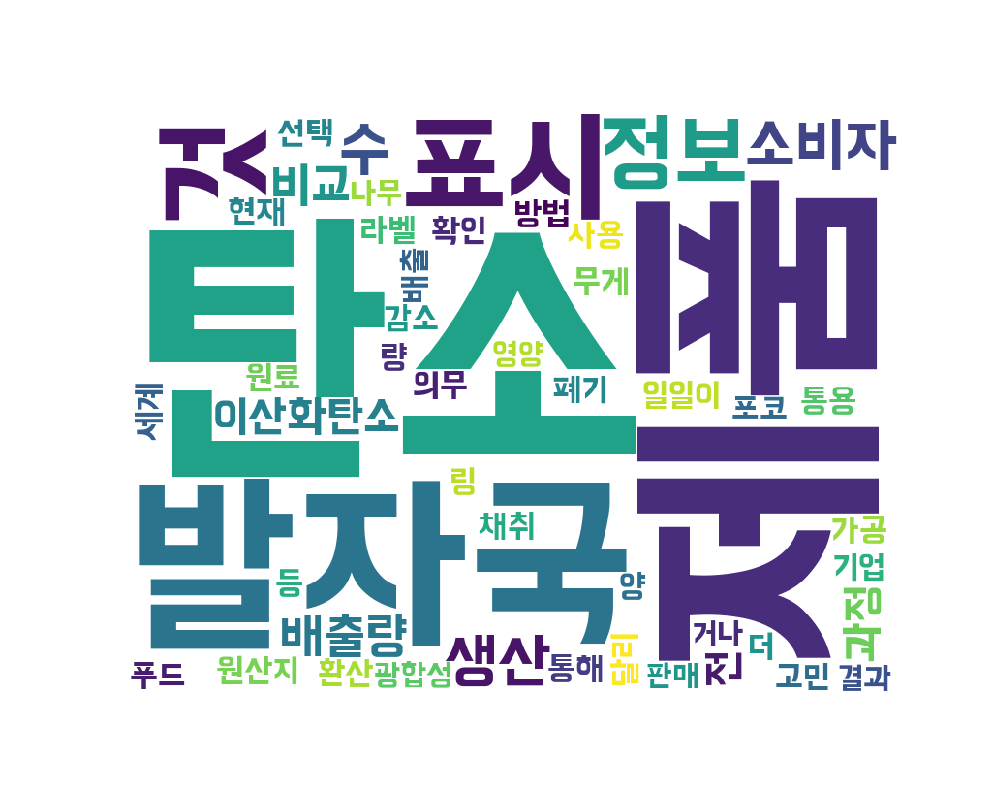 것
선택
수
표시
정보
소비자
비교
나무
현재
라벨
확인
방법
사용
제품
탄소
배출
무게
감소
량
영양
원료
의무
폐기
일일이
포코
통용
세계
이산화탄소
발자국
링
채취
가공
기업
등
양
과정
배출량
생산
거나
더
푸드
원산지
환산
광합성
통해
달리
판매
전
고민
결과